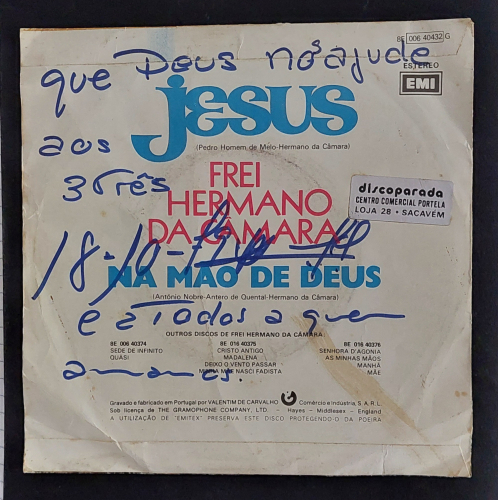 8E 006 40432 G
ESTEREO
EMI
que Deus nos ajude
JESUS
(Pedro Homem de Melo-Hermano da Câmara)
aos
3 três
FREI
HERMANO
DA CÂMARA
discoparada
CENTRO COMERCIAL PORTELA
LOJA 28 • SACAVÉM
18-10-
NA MÃO DE DEUS
(António Nobre-Antero de Quental-Hermano da Câmara)
e a Todos a quem
OUTROS DISCOS DE FREI HERMANO DA CÂMARA:
8E 006 40374
SEDE DE INFINITO
QUÁSI
8E 016 40375
CRISTO ANTIGO
MADALENA
DEIXO O VENTO PASSAR
MINHA MÃE NASCI FADISTA
8E 016 40376
SENHORA D'AGONIA
AS MINHAS MÃOS
MANHÃ
MÃE
amamos.
Gravado e fabricado em Portugal por VALENTIM DE CARVALHO Comércio e Indústria, S.A.R.L.
Sob licença de THE GRAMOPHONE COMPANY, LTD. - Hayes - Middlesex - England
A UTILIZAÇÃO DE "EMITEX" PRESERVA ESTE DISCO PROTEGENDO-O DA POEIRA